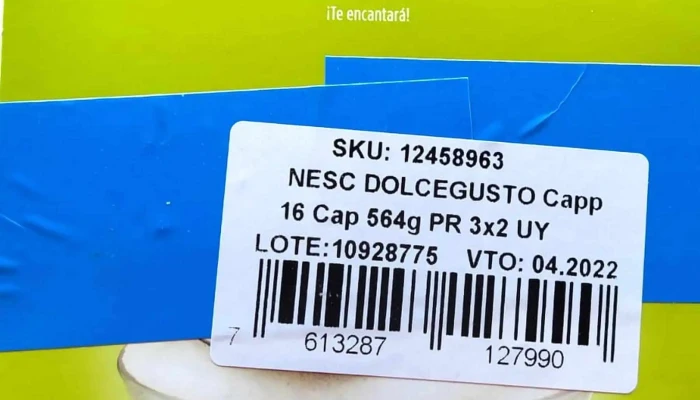 ¡Te encantará!
SKU: 12458963
NESC DOLCEGUSTO Capp
16 Cap 564g PR 3x2 UY
LOTE:10928775 VTO: 04.2022
7 613287 127990